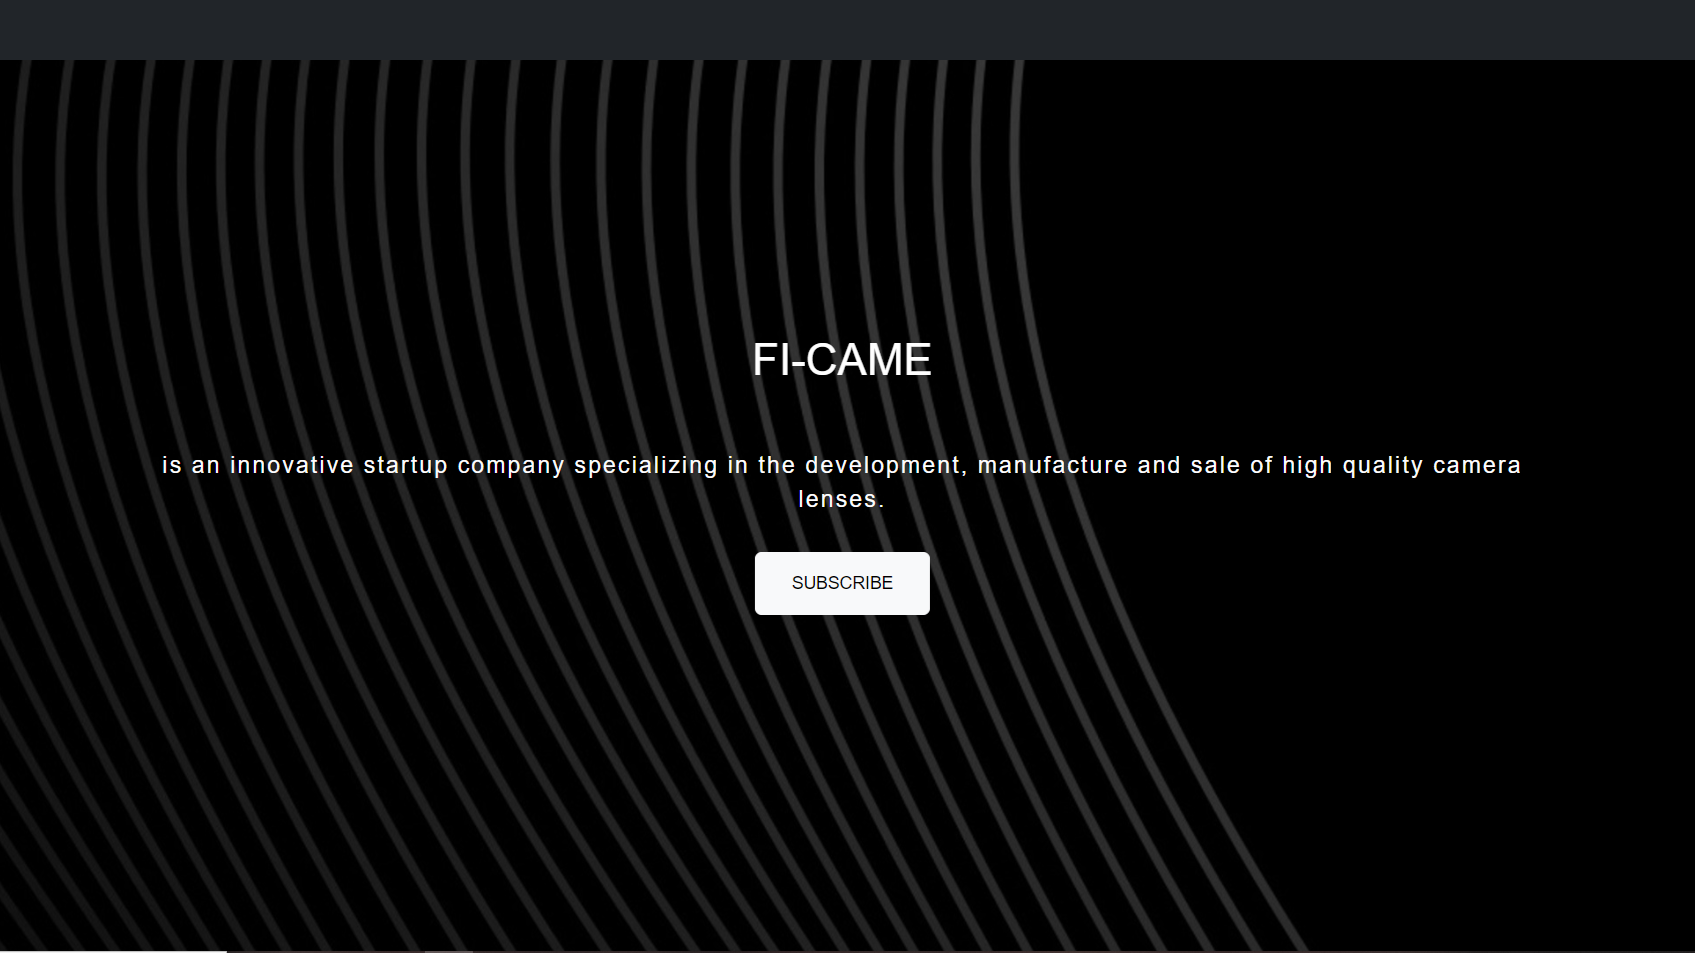 FI-CAME
is an innovative startup company specializing in the development, manufacture and sale of high quality camera
lenses.
SUBSCRIBE